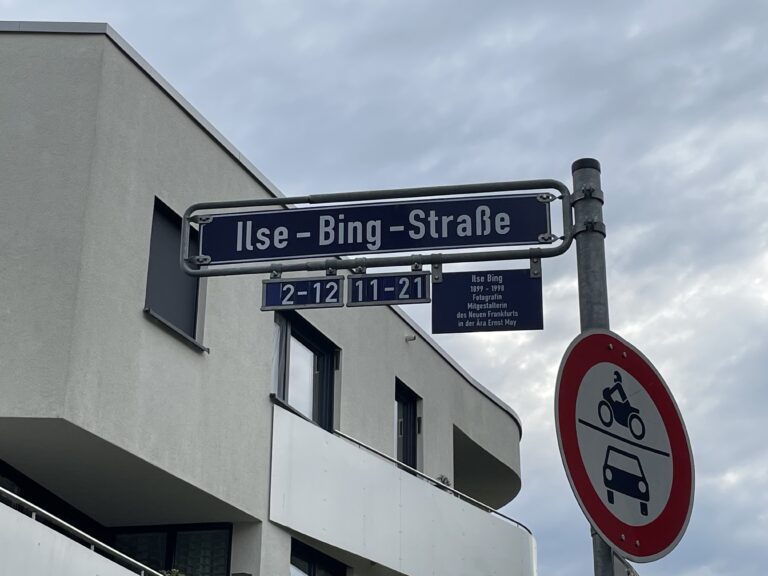 Ilse-Bing-Straße
2-12
11-21
Ilse Bing
1899 - 1998
Fotografin
Mitgestalterin
des Neuen Frankfurts
in der Ära Ernst May